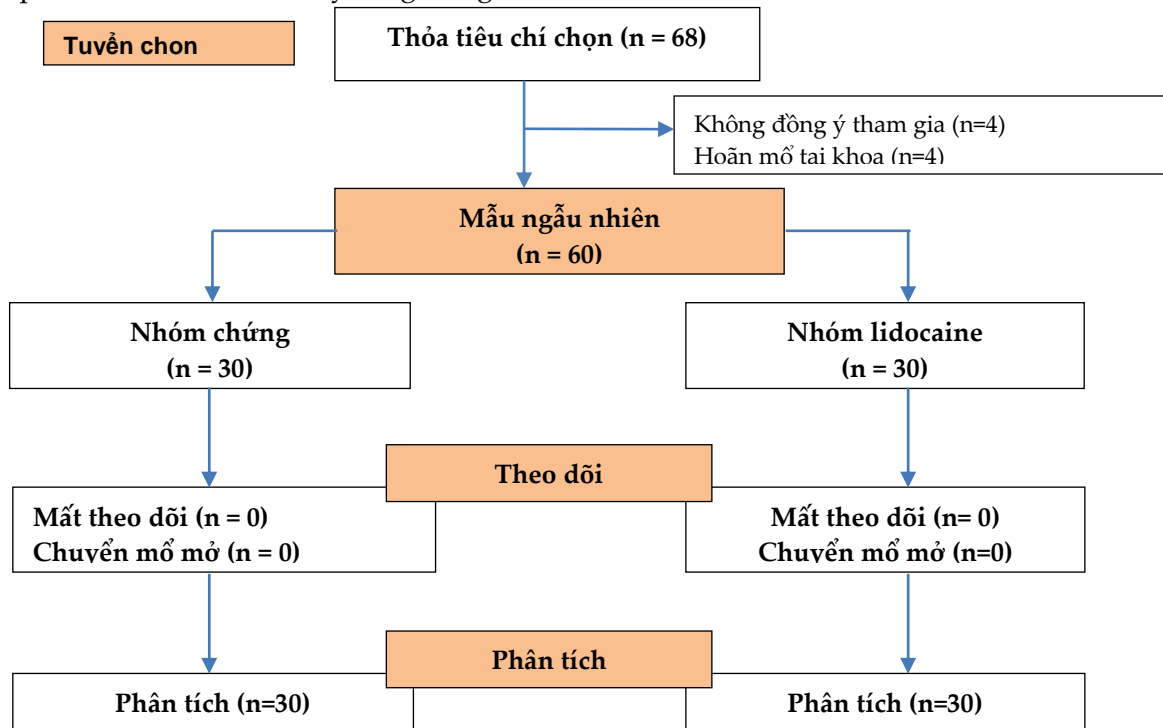 Tuyển chọn
Thỏa tiêu chí chọn (n = 68)
Không đồng ý tham gia (n=4)
Hoãn mổ tại khoa (n=4)
Mẫu ngẫu nhiên
(n = 60)
Nhóm chứng
(n = 30)
Nhóm lidocaine
(n = 30)
Theo dõi
Mất theo dõi (n = 0)
Chuyển mổ mở (n = 0)
Mất theo dõi (n= 0)
Chuyển mổ mở (n=0)
Phân tích
Phân tích (n=30)
Phân tích (n=30)